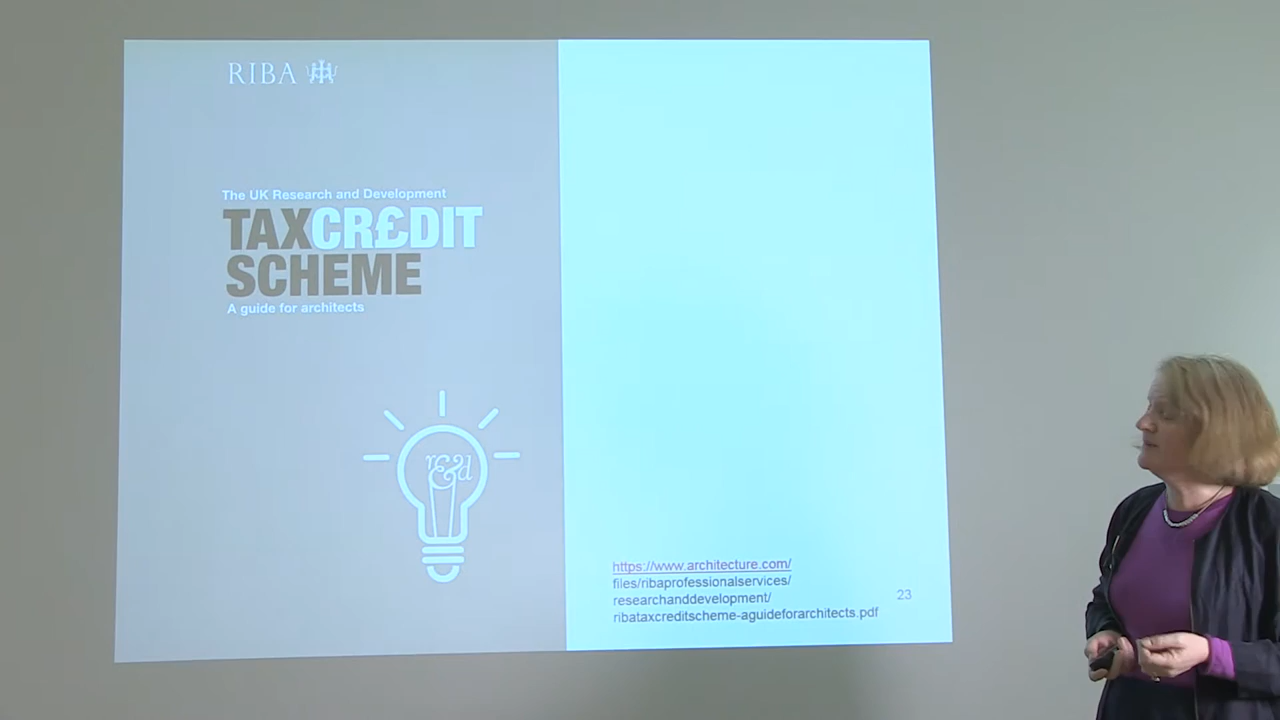 RIBA
The UK Research and Development
TAXCR£DIT
SCHEME
A guide for architects
r&d
https://www.architecture.com/
files/ribaprofessionalservices/
researchanddevelopment/
ribataxcreditscheme-aguideforarchitects.pdf
23